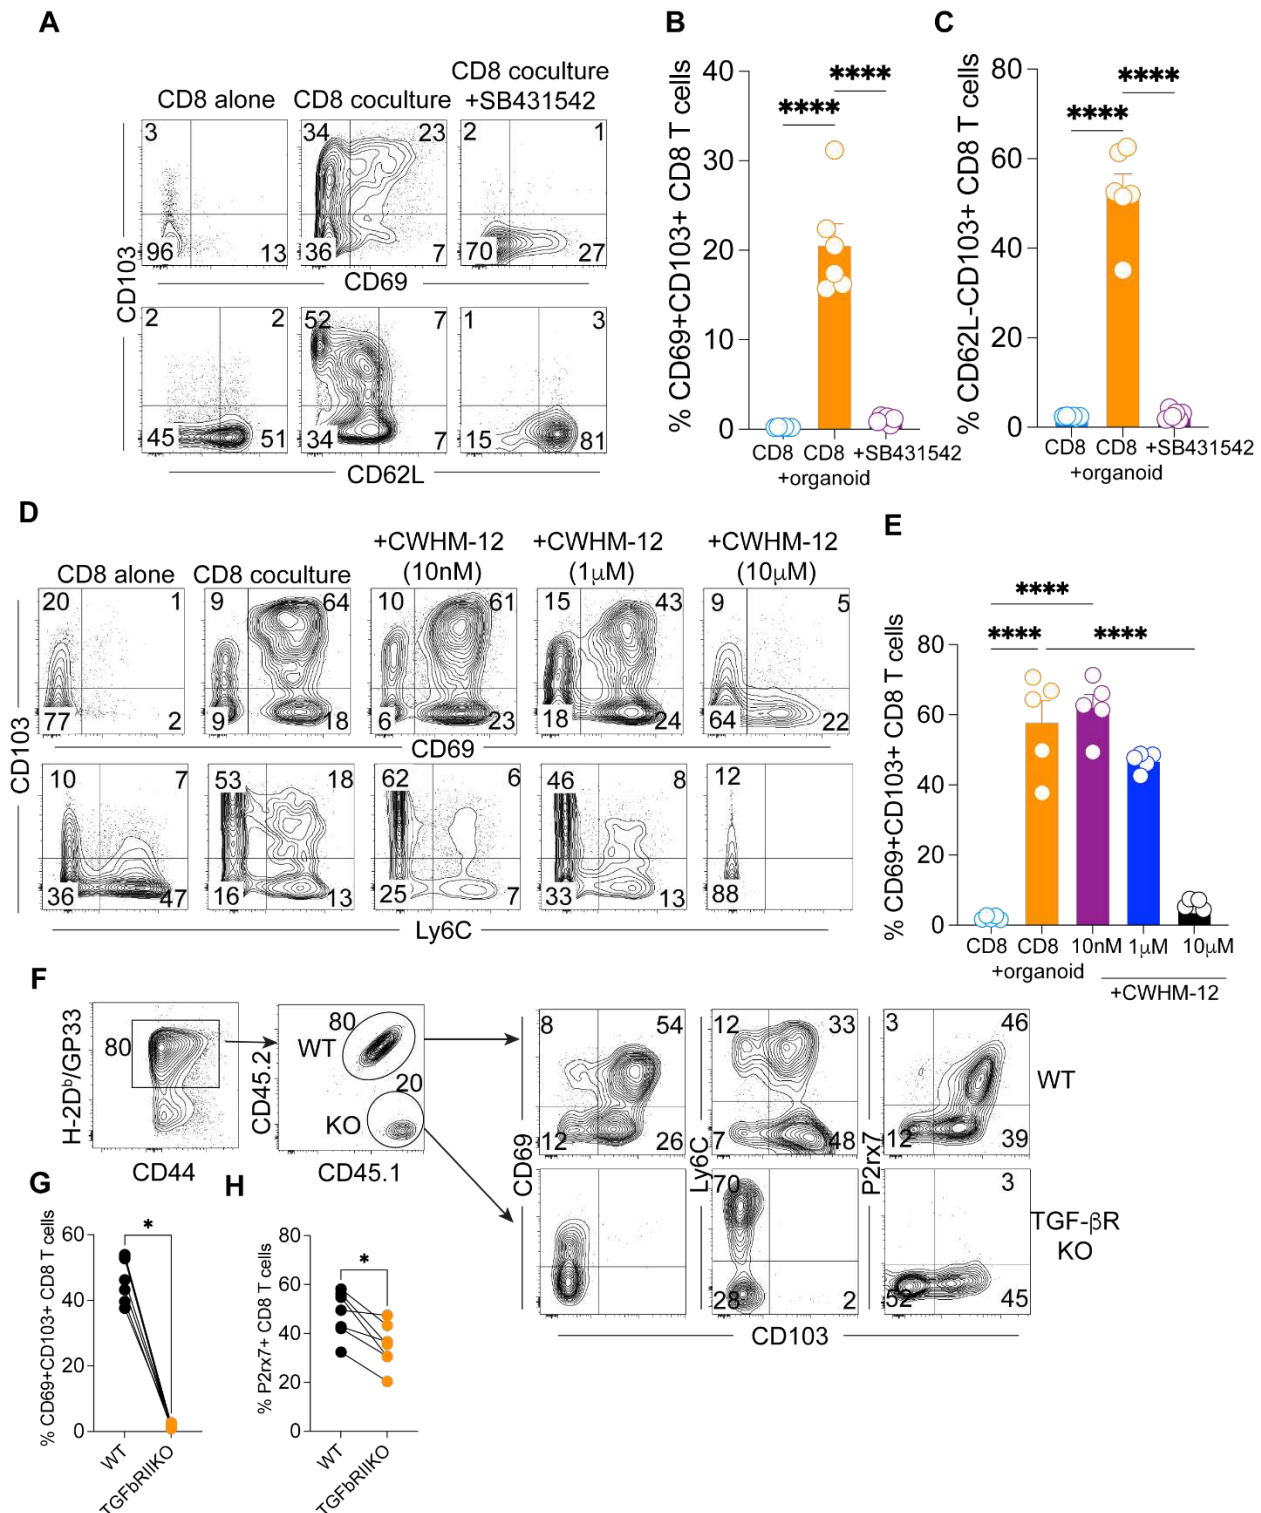 A
CD8 alone
CD8 coculture
CD8 coculture
+SB431542
3
34
23
2
1
96
13
36
7
70
27
CD103
CD69
2
2
52
7
1
3
45
51
34
7
15
81
CD62L
B
% CD69+CD103+ CD8 T cells
40
30
20
10
0
****
****
CD8
CD8
+SB431542
+organoid
C
% CD62L-CD103+ CD8 T cells
80
60
40
20
0
****
****
CD8
CD8
+SB431542
+organoid
D
CD8 alone
CD8 coculture
+CWHM-12
(10nM)
+CWHM-12
(1μM)
+CWHM-12
(10μM)
20
1
9
64
10
61
15
43
9
5
77
2
9
18
6
23
18
24
64
22
CD103
CD69
10
7
53
18
62
6
46
8
12
36
47
16
13
25
7
33
13
88
Ly6C
E
% CD69+CD103+ CD8 T cells
80
60
40
20
0
****
****
****
CD8
CD8
10nM
1μM
10μM
+organoid
+CWHM-12
F
H-2Dᵇ/GP33
80
CD44
CD45.2
80
WT
20
KO
CD45.1
CD69
8
54
12
26
Ly6C
12
33
7
48
P2rx7
3
46
12
39
WT
70
28
2
3
52
45
TGF-βR
KO
CD103
G
% CD69+CD103+ CD8 T cells
60
40
20
0
*
WT
TGFbRIIKO
H
% P2rx7+ CD8 T cells
80
60
40
20
0
*
WT
TGFbRIIKO